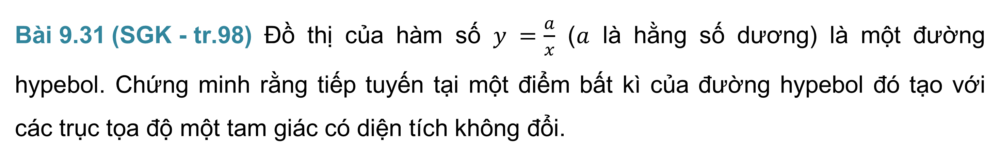 Bài 9.31 (SGK - tr.98) Đồ thị của hàm số y = a/x (a là hằng số dương) là một đường
hypebol. Chứng minh rằng tiếp tuyến tại một điểm bất kì của đường hypebol đó tạo với
các trục tọa độ một tam giác có diện tích không đổi.